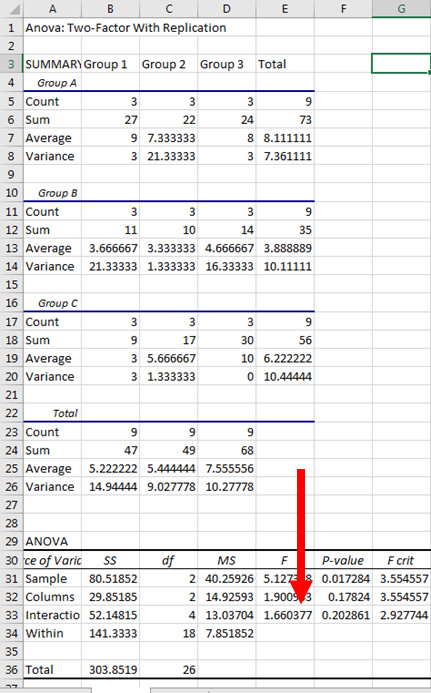 A B C D E F G
1 Anova: Two-Factor With Replication
2
3 SUMMARY Group 1 Group 2 Group 3 Total
4 Group A
5 Count 3 3 3 9
6 Sum 27 22 24 73
7 Average 9 7.333333 8 8.111111
8 Variance 3 21.33333 3 7.361111
9
10 Group B
11 Count 3 3 3 9
12 Sum 11 10 14 35
13 Average 3.666667 3.333333 4.666667 3.888889
14 Variance 21.33333 1.333333 16.33333 10.11111
15
16 Group C
17 Count 3 3 3 9
18 Sum 9 17 30 56
19 Average 3 5.666667 10 6.222222
20 Variance 3 1.333333 0 10.44444
21
22 Total
23 Count 9 9 9
24 Sum 47 49 68
25 Average 5.222222 5.444444 7.555556
26 Variance 14.94444 9.027778 10.27778
27
28
29 ANOVA
30 ce of Varic SS df MS F P-value F crit
31 Sample 80.51852 2 40.25926 0.017284 3.554557
32 Columns 29.85185 2 14.92593 0.17824 3.554557
33 Interactio 52.14815 4 13.03704 1.660377 0.202861 2.927744
34 Within 141.3333 18 7.851852
35
36 Total 303.8519 26